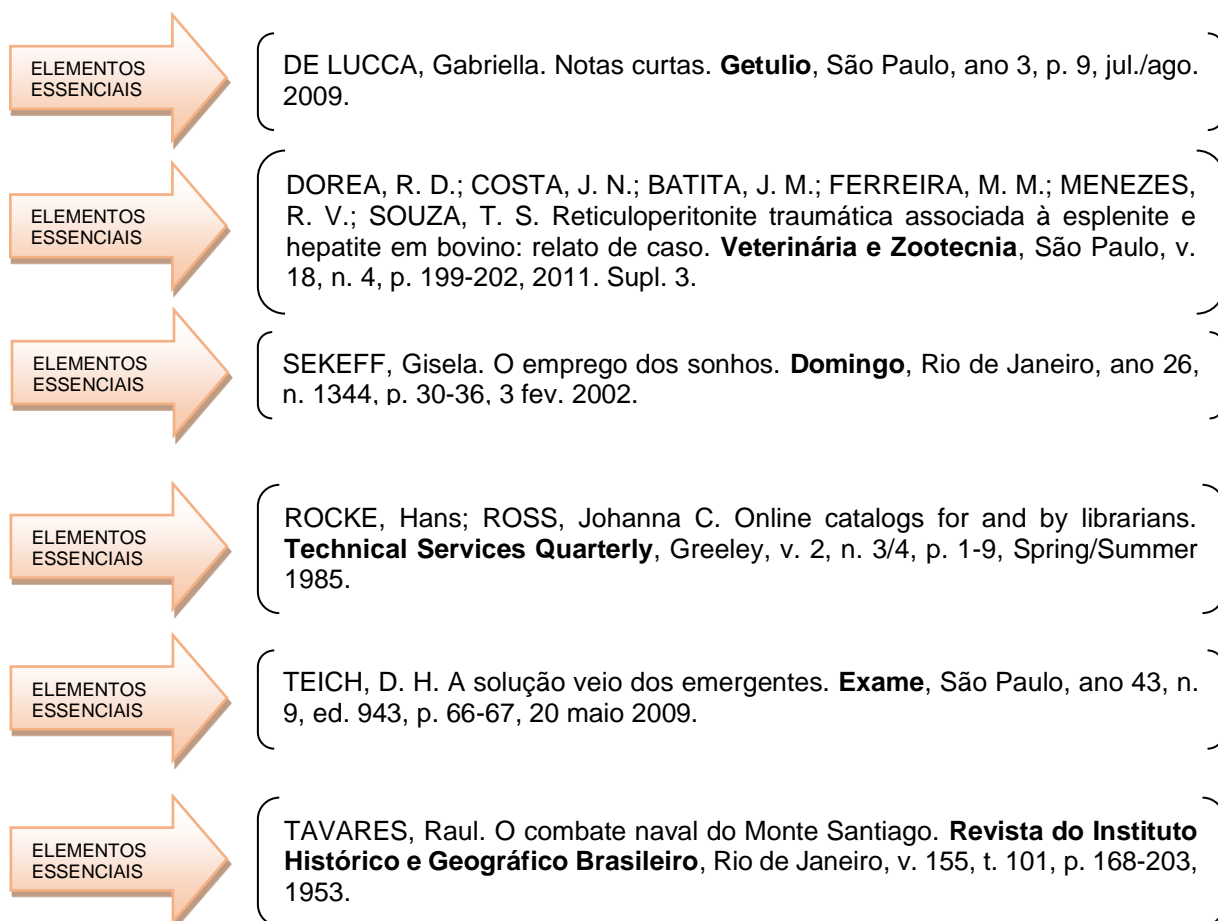 ELEMENTOS
ESSENCIAIS
DE LUCCA, Gabriella. Notas curtas. Getulio, São Paulo, ano 3, p. 9, jul./ago.
2009.
ELEMENTOS
ESSENCIAIS
DOREA, R. D.; COSTA, J. N.; BATITA, J. M.; FERREIRA, M. M.; MENEZES,
R. V.; SOUZA, T. S. Reticuloperitonite traumática associada à esplenite e
hepatite em bovino: relato de caso. Veterinária e Zootecnia, São Paulo, v.
18, n. 4, p. 199-202, 2011. Supl. 3.
ELEMENTOS
ESSENCIAIS
SEKEFF, Gisela. O emprego dos sonhos. Domingo, Rio de Janeiro, ano 26,
n. 1344, p. 30-36, 3 fev. 2002.
ELEMENTOS
ESSENCIAIS
ROCKE, Hans; ROSS, Johanna C. Online catalogs for and by librarians.
Technical Services Quarterly, Greeley, v. 2, n. 3/4, p. 1-9, Spring/Summer
1985.
ELEMENTOS
ESSENCIAIS
TEICH, D. H. A solução veio dos emergentes. Exame, São Paulo, ano 43, n.
9, ed. 943, p. 66-67, 20 maio 2009.
ELEMENTOS
ESSENCIAIS
TAVARES, Raul. O combate naval do Monte Santiago. Revista do Instituto
Histórico e Geográfico Brasileiro, Rio de Janeiro, v. 155, t. 101, p. 168-203,
1953.